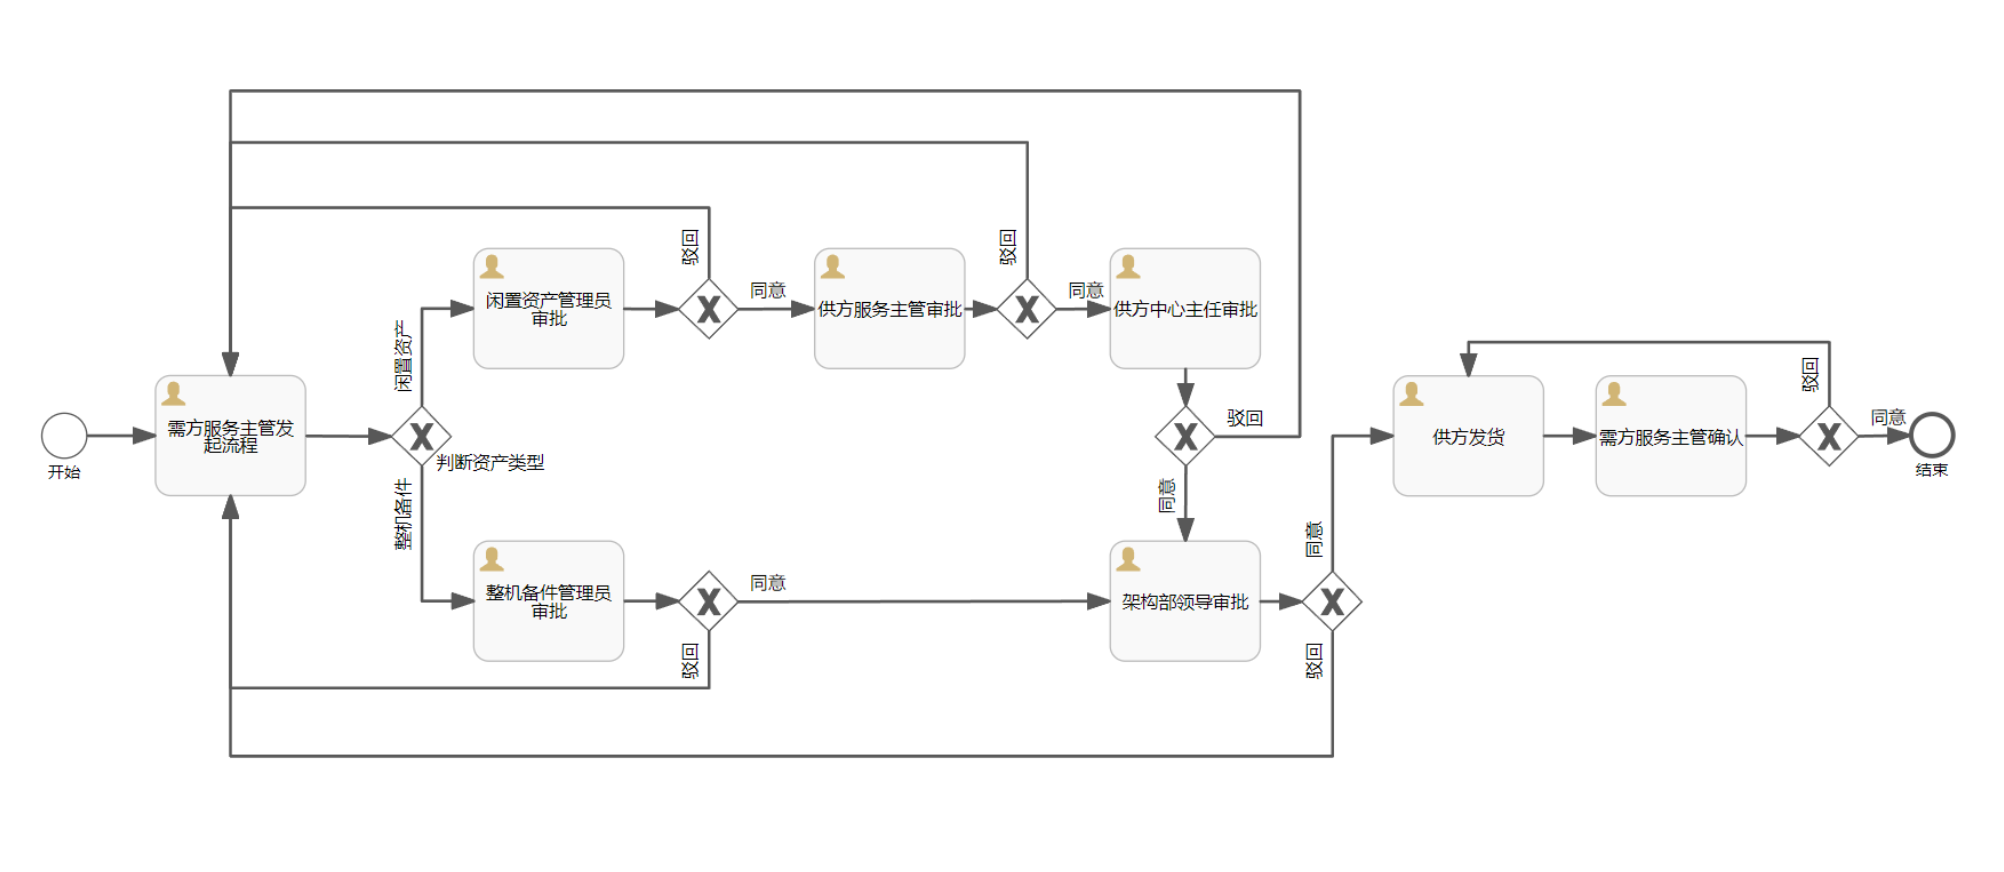 驳回
驳回
闲置资产管理员
审批
同意
供方服务主管审批
同意
供方中心主任审批
闲置资产
驳回
驳回
同意
开始
需方服务主管发
起流程
判断资产类型
供方发货
需方服务主管确认
结束
整机备件
同意
同意
整机备件管理员
审批
同意
架构部领导审批
驳回
驳回